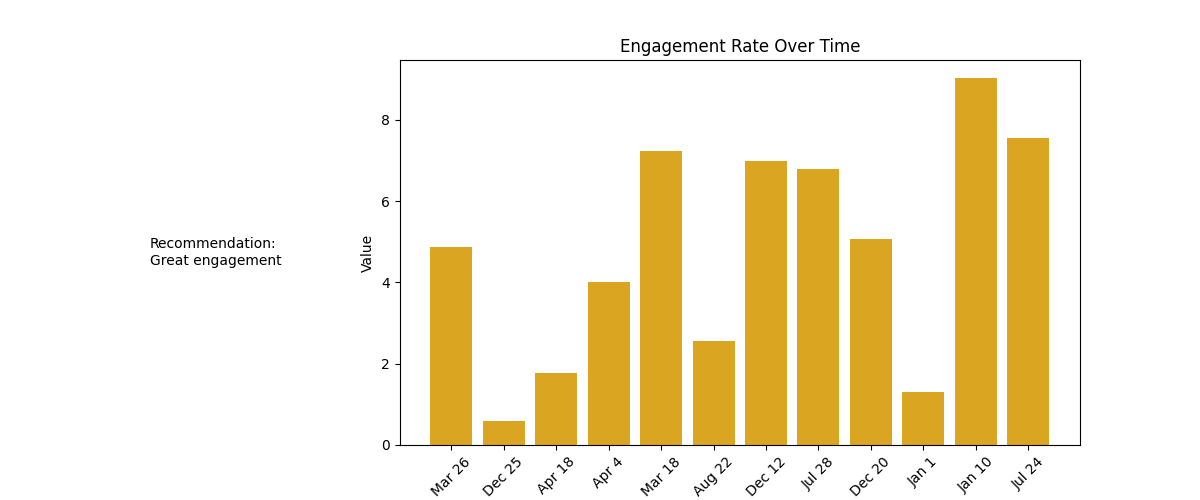 Engagement Rate Over Time
Recommendation:
Great engagement
Value
8
6
4
2
0
Mar 26
Dec 25
Apr 18
Apr 4
Mar 18
Aug 22
Dec 12
Jul 28
Dec 20
Jan 1
Jan 10
Jul 24